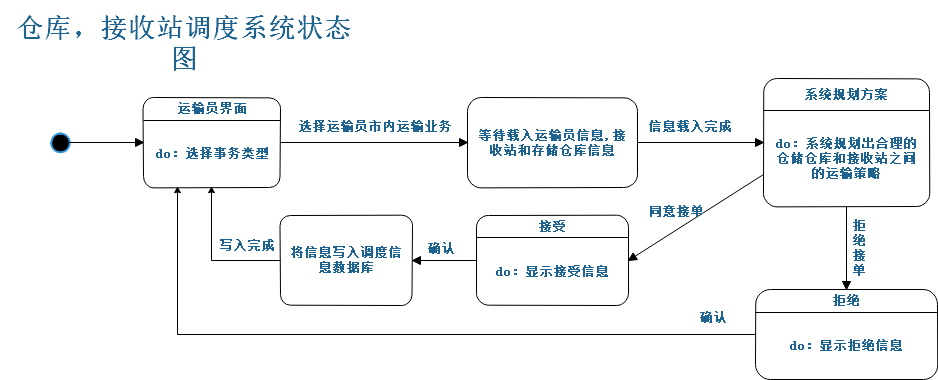 仓库，接收站调度系统状态
图
运输员界面
do：选择事务类型
选择运输员市内运输业务
等待载入运输员信息,接
收站和存储仓库信息
信息载入完成
系统规划方案
do：系统规划出合理的
仓储仓库和接收站之间
的运输策略
同意接单
拒
绝
接
单
接受
do：显示接受信息
确认
将信息写入调度信
息数据库
写入完成
拒绝
do：显示拒绝信息
确认